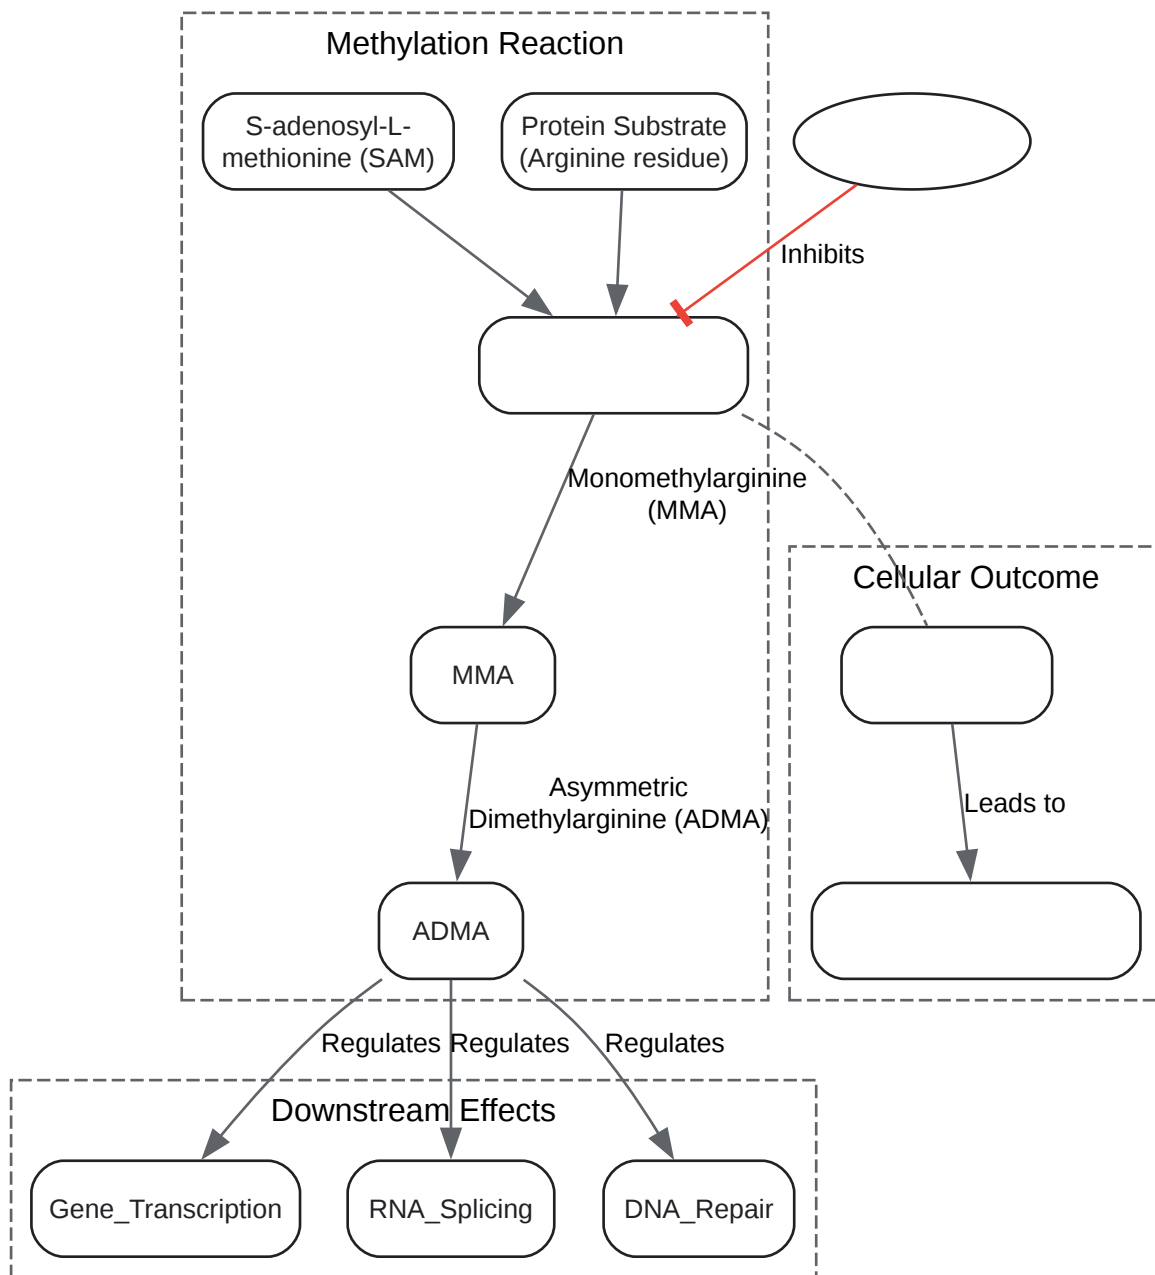 Methylation Reaction
S-adenosyl-L-
methionine (SAM)
Protein Substrate
(Arginine residue)
Inhibits
Monomethylarginine
(MMA)
Cellular Outcome
MMA
Asymmetric
Dimethylarginine (ADMA)
Leads to
ADMA
Regulates
Regulates
Regulates
Downstream Effects
Gene_Transcription
RNA_Splicing
DNA_Repair